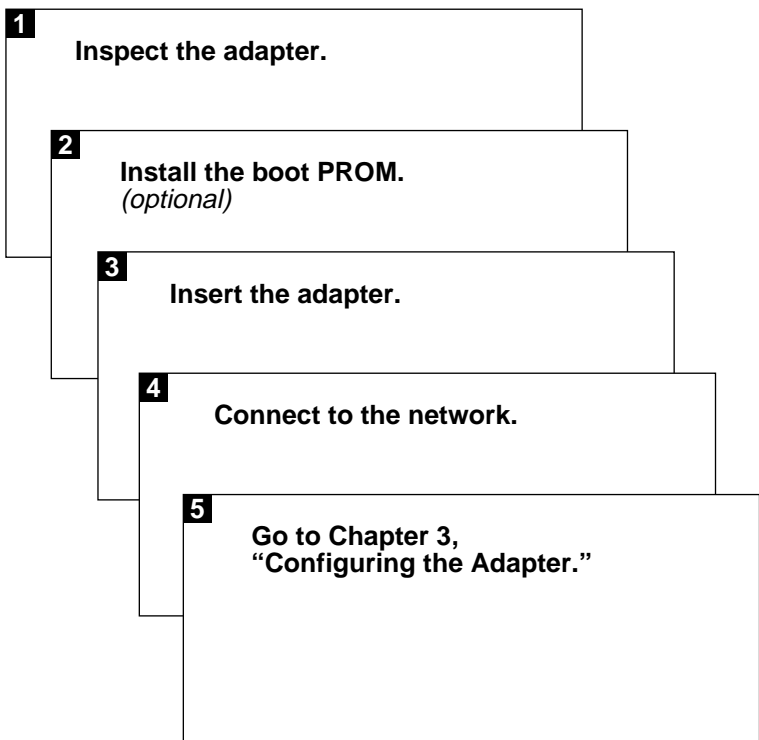 1
Inspect the adapter.
2
Install the boot PROM.
(optional)
3
Insert the adapter.
4
Connect to the network.
5
Go to Chapter 3,
“Configuring the Adapter.”